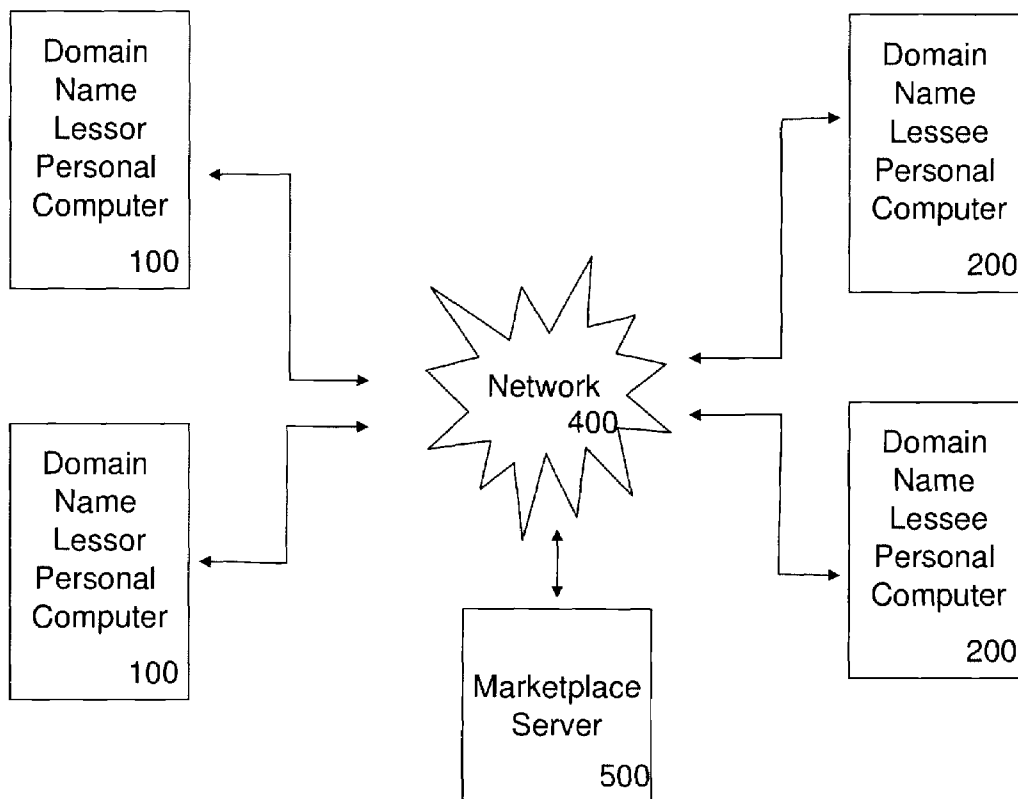 Domain
Name
Lessor
Personal
Computer
100
Domain
Name
Lessee
Personal
Computer
200
Network
400
Domain
Name
Lessor
Personal
Computer
100
Domain
Name
Lessee
Personal
Computer
200
Marketplace
Server
500